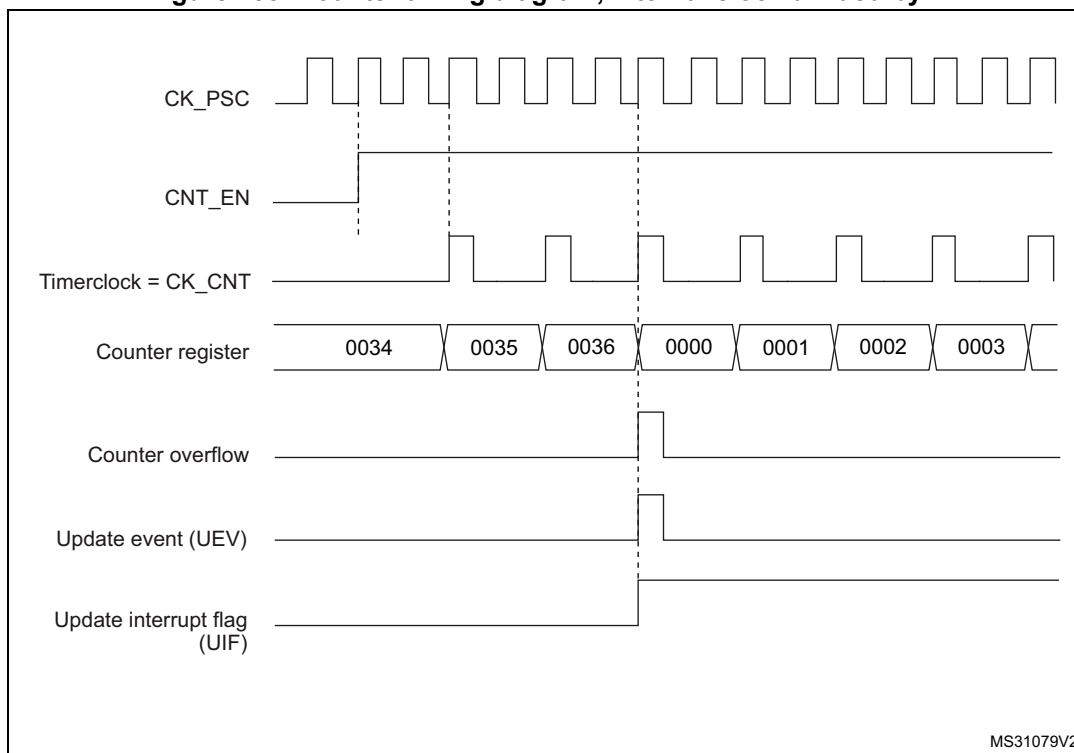 CK_PSC
CNT_EN
Timerclock = CK_CNT
Counter register
0034 0035 0036 0000 0001 0002 0003
Counter overflow
Update event (UEV)
Update interrupt flag
(UIF)
MS31079V2